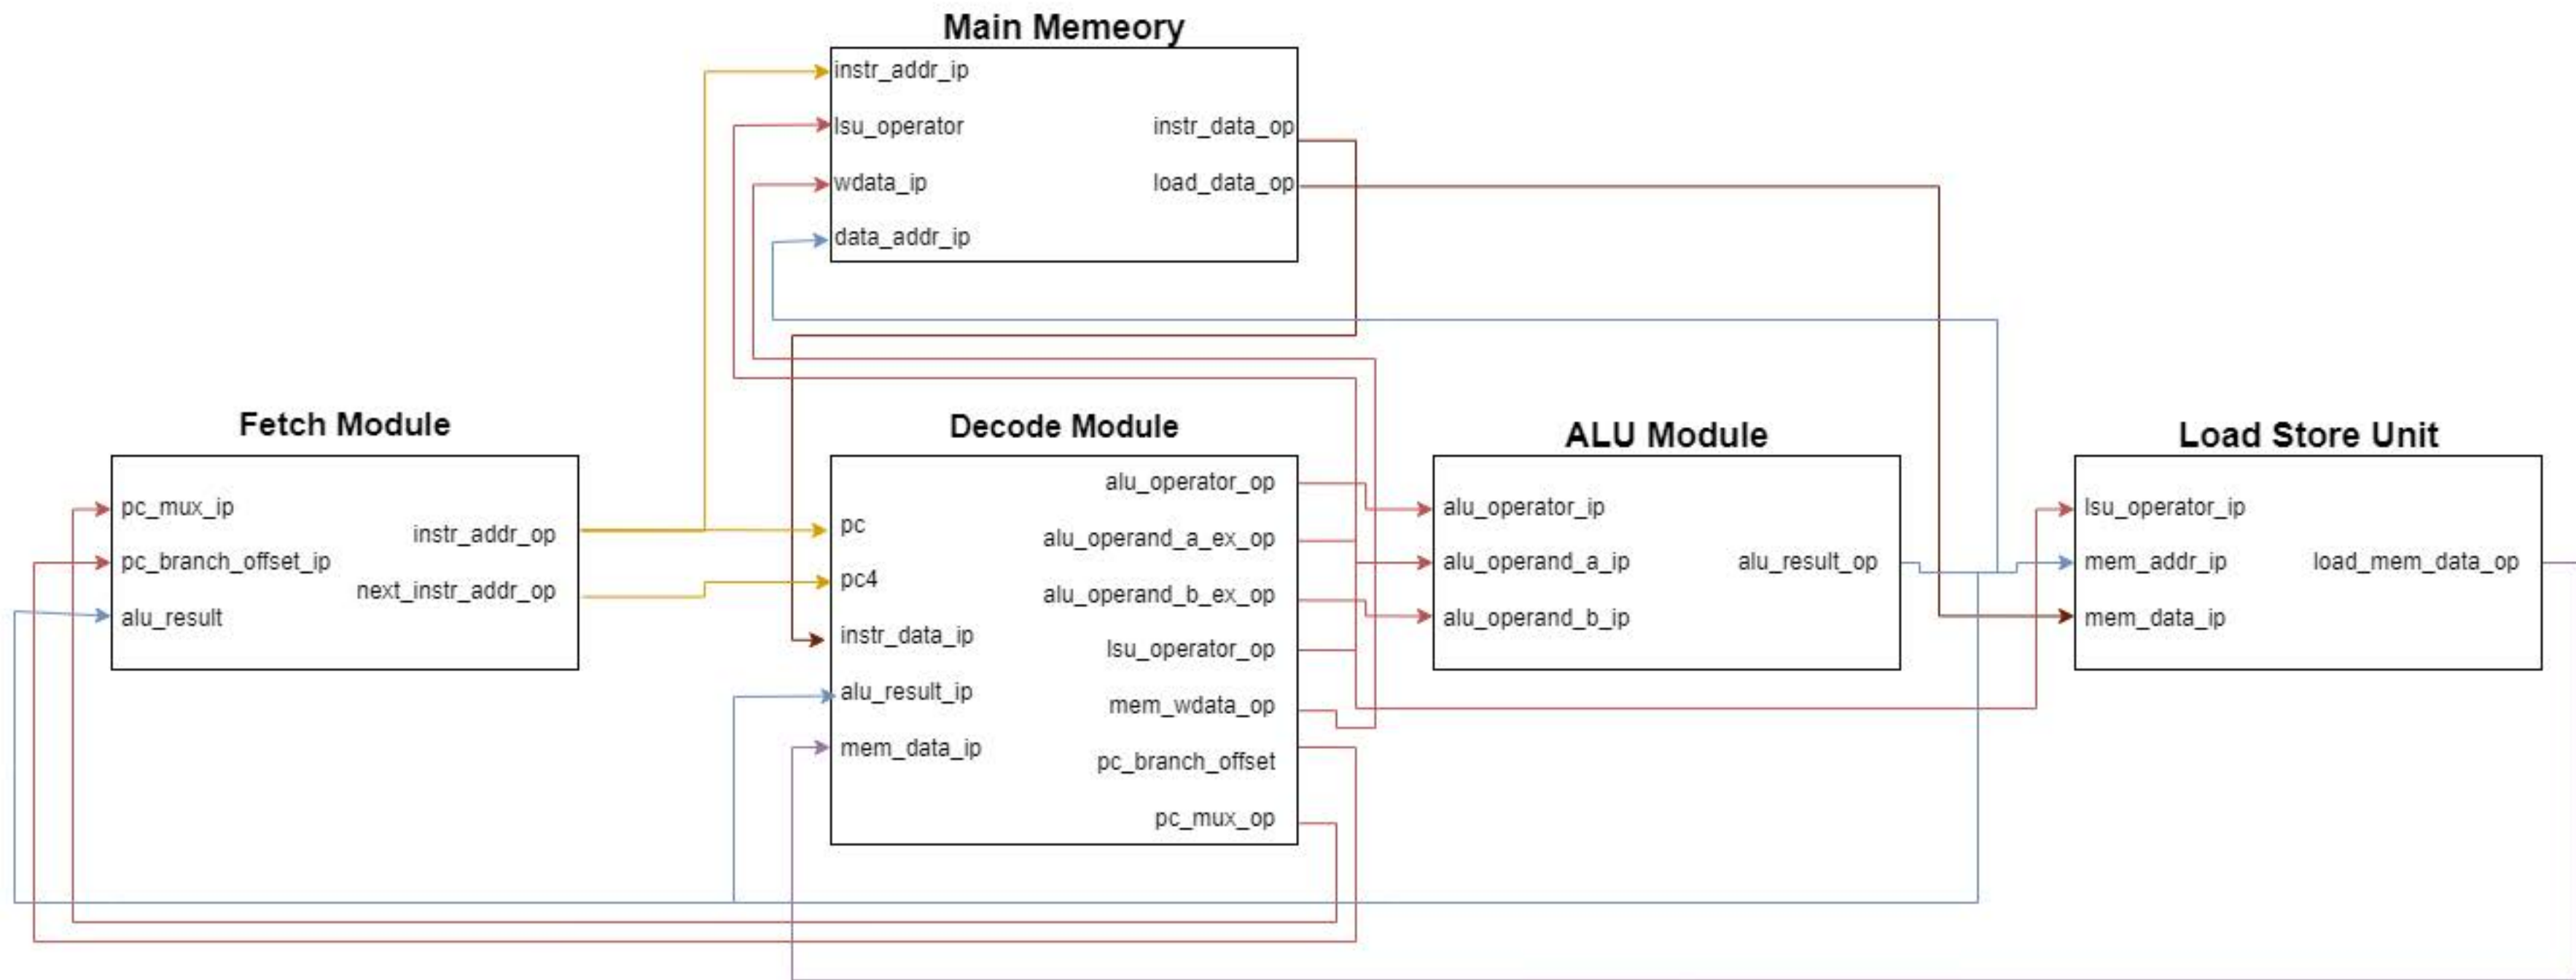 Main Memeory
instr_addr_ip
lsu_operator
wdata_ip
data_addr_ip
instr_data_op
load_data_op
Fetch Module
pc_mux_ip
pc_branch_offset_ip
alu_result
instr_addr_op
next_instr_addr_op
Decode Module
pc
pc4
instr_data_ip
alu_result_ip
mem_data_ip
alu_operator_op
alu_operand_a_ex_op
alu_operand_b_ex_op
lsu_operator_op
mem_wdata_op
pc_branch_offset
pc_mux_op
ALU Module
alu_operator_ip
alu_operand_a_ip
alu_operand_b_ip
alu_result_op
Load Store Unit
lsu_operator_ip
mem_addr_ip
mem_data_ip
load_mem_data_op